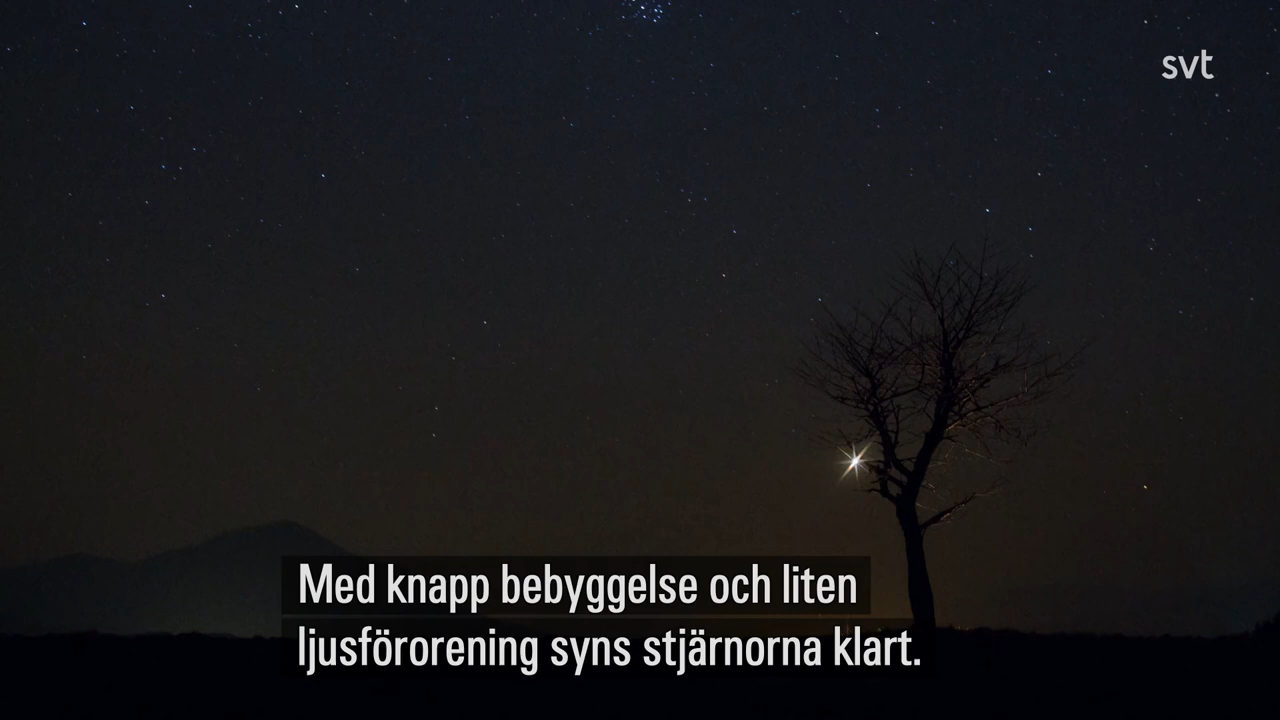 svt
Med knapp bebyggelse och liten
ljusförorening syns stjärnorna klart.